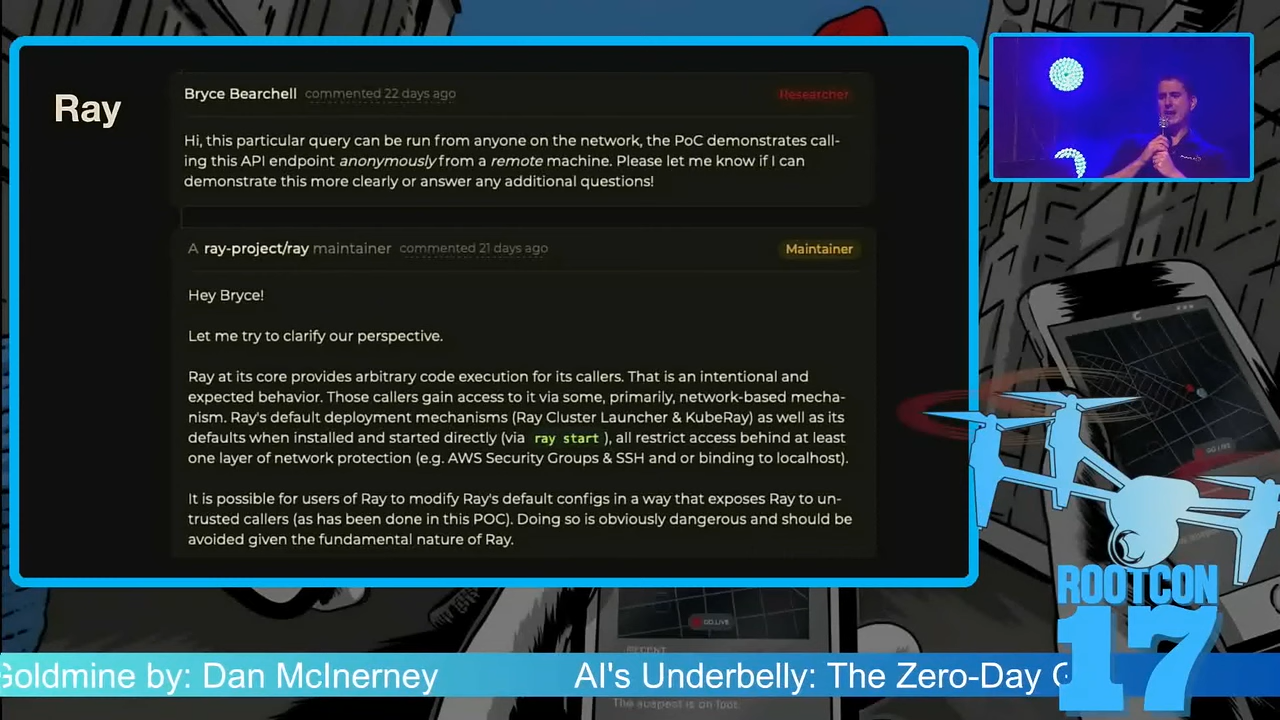 Ray
Bryce Bearchell commented 22 days ago
Researcher
Hi, this particular query can be run from anyone on the network, the PoC demonstrates call-
ing this API endpoint anonymously from a remote machine. Please let me know if I can
demonstrate this more clearly or answer any additional questions!
A ray-project/ray maintainer commented 21 days ago
Maintainer
Hey Bryce!
Let me try to clarify our perspective.
Ray at its core provides arbitrary code execution for its callers. That is an intentional and
expected behavior. Those callers gain access to it via some, primarily, network-based mecha-
nism. Ray's default deployment mechanisms (Ray Cluster Launcher & KubeRay) as well as its
defaults when installed and started directly (via ray start ), all restrict access behind at least
one layer of network protection (e.g. AWS Security Groups & SSH and or binding to localhost).
It is possible for users of Ray to modify Ray's default configs in a way that exposes Ray to un-
trusted callers (as has been done in this POC). Doing so is obviously dangerous and should be
avoided given the fundamental nature of Ray.
GO LIVE
ROOTCON
17
GO LIVE
Goldmine by: Dan McInerney AI's Underbelly: The Zero-Day G
The suspect is on foot.